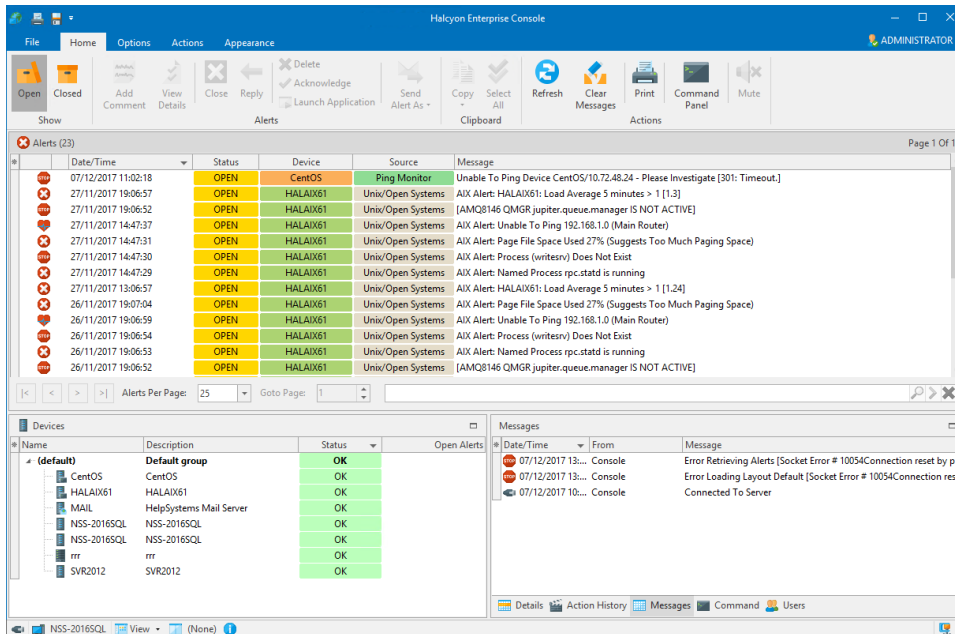 Halcyon Enterprise Console
File Home Options Actions Appearance ADMINISTRATOR
Open Closed Add Comment View Details Close Reply Delete Acknowledge Launch Application Send Alert As Copy Select All Refresh Clear Messages Print Command Panel Mute
Show Alerts Clipboard Actions
Alerts (23) Page 1 Of 1
Date/Time Status Device Source Message
STOP 07/12/2017 11:02:18 OPEN CentOS Ping Monitor Unable To Ping Device CentOS/10.72.48.24 - Please Investigate [301: Timeout.]
27/11/2017 19:06:57 OPEN HALAIX61 Unix/Open Systems AIX Alert: HALAIX61: Load Average 5 minutes > 1 [1.3]
STOP 27/11/2017 19:06:52 OPEN HALAIX61 Unix/Open Systems [AMQ8146 QMGR jupiter.queue.manager IS NOT ACTIVE]
27/11/2017 14:47:37 OPEN HALAIX61 Unix/Open Systems AIX Alert: Unable To Ping 192.168.1.0 (Main Router)
27/11/2017 14:47:31 OPEN HALAIX61 Unix/Open Systems AIX Alert: Page File Space Used 27% (Suggests Too Much Paging Space)
STOP 27/11/2017 14:47:30 OPEN HALAIX61 Unix/Open Systems AIX Alert: Process (writesrv) Does Not Exist
27/11/2017 14:47:29 OPEN HALAIX61 Unix/Open Systems AIX Alert: Named Process rpc.statd is running
27/11/2017 13:06:57 OPEN HALAIX61 Unix/Open Systems AIX Alert: HALAIX61: Load Average 5 minutes > 1 [1.24]
26/11/2017 19:07:04 OPEN HALAIX61 Unix/Open Systems AIX Alert: Page File Space Used 27% (Suggests Too Much Paging Space)
26/11/2017 19:06:59 OPEN HALAIX61 Unix/Open Systems AIX Alert: Unable To Ping 192.168.1.0 (Main Router)
STOP 26/11/2017 19:06:54 OPEN HALAIX61 Unix/Open Systems AIX Alert: Process (writesrv) Does Not Exist
26/11/2017 19:06:53 OPEN HALAIX61 Unix/Open Systems AIX Alert: Named Process rpc.statd is running
STOP 26/11/2017 19:06:52 OPEN HALAIX61 Unix/Open Systems [AMQ8146 QMGR jupiter.queue.manager IS NOT ACTIVE]
|< < > >| Alerts Per Page: 25 Goto Page: 1
Devices
Name Description Status Open Alerts
(default) Default group OK
CentOS CentOS OK
HALAIX61 HALAIX61 OK
MAIL HelpSystems Mail Server OK
NSS-2016SQL NSS-2016SQL OK
NSS-2016SQL NSS-2016SQL OK
rrr rrr OK
SVR2012 SVR2012 OK
Messages
Date/Time From Message
STOP 07/12/2017 13:... Console Error Retrieving Alerts [Socket Error # 10054Connection reset by p
STOP 07/12/2017 13:... Console Error Loading Layout Default [Socket Error # 10054Connection res
07/12/2017 10:... Console Connected To Server
Details Action History Messages Command Users
NSS-2016SQL View (None)